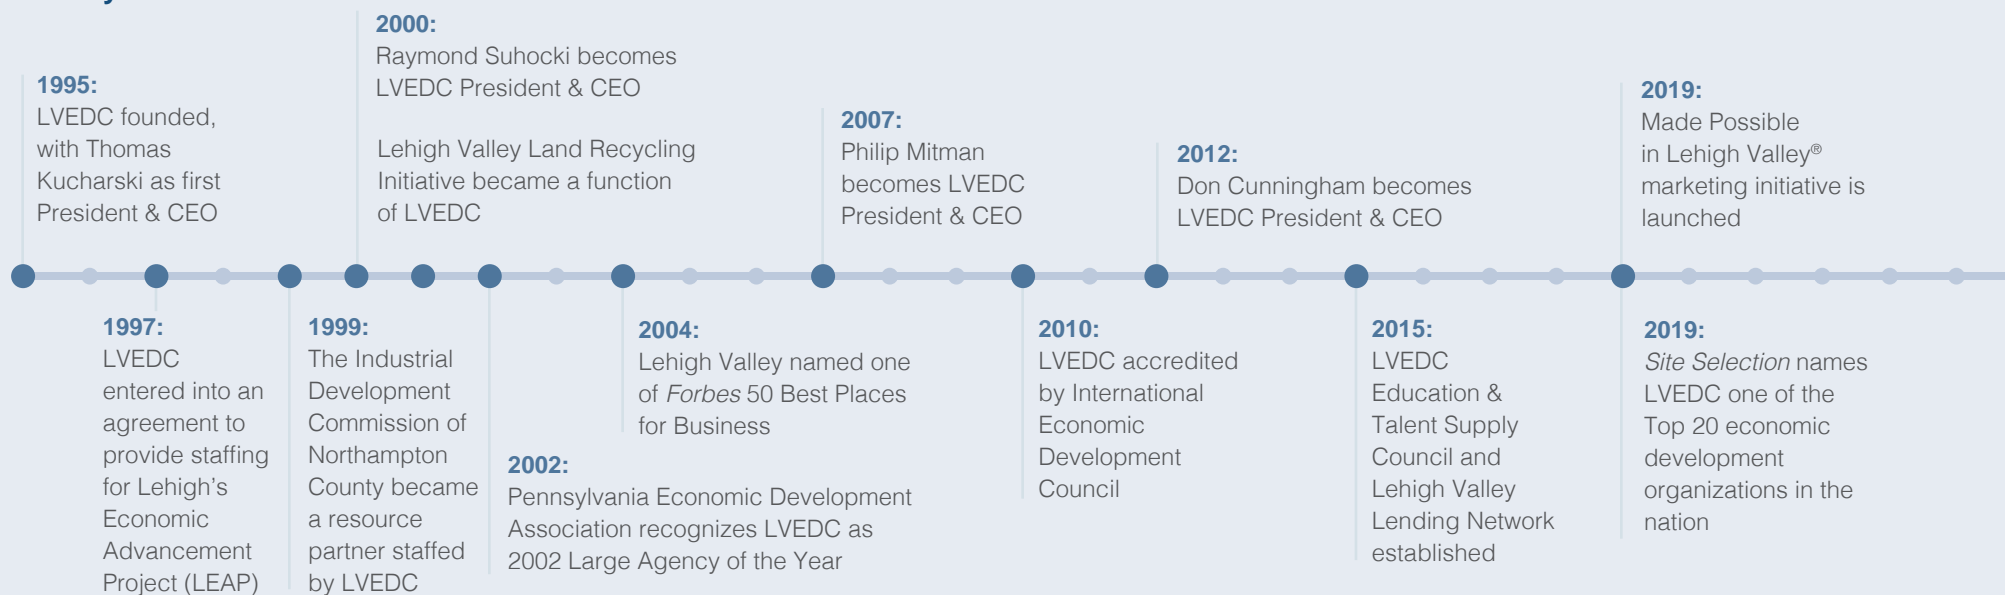 2000:
Raymond Suhocki becomes
LVEDC President & CEO
Lehigh Valley Land Recycling
Initiative became a function
of LVEDC
1995:
LVEDC founded,
with Thomas
Kucharski as first
President & CEO
2007:
Philip Mitman
becomes LVEDC
President & CEO
2012:
Don Cunningham becomes
LVEDC President & CEO
2019:
Made Possible
in Lehigh Valley®
marketing initiative is
launched
1997:
LVEDC
entered into an
agreement to
provide staffing
for Lehigh’s
Economic
Advancement
Project (LEAP)
1999:
The Industrial
Development
Commission of
Northampton
County became
a resource
partner staffed
by LVEDC
2002:
Pennsylvania Economic Development
Association recognizes LVEDC as
2002 Large Agency of the Year
2004:
Lehigh Valley named one
of Forbes 50 Best Places
for Business
2010:
LVEDC accredited
by International
Economic
Development
Council
2015:
LVEDC
Education &
Talent Supply
Council and
Lehigh Valley
Lending Network
established
2019:
Site Selection names
LVEDC one of the
Top 20 economic
development
organizations in the
nation